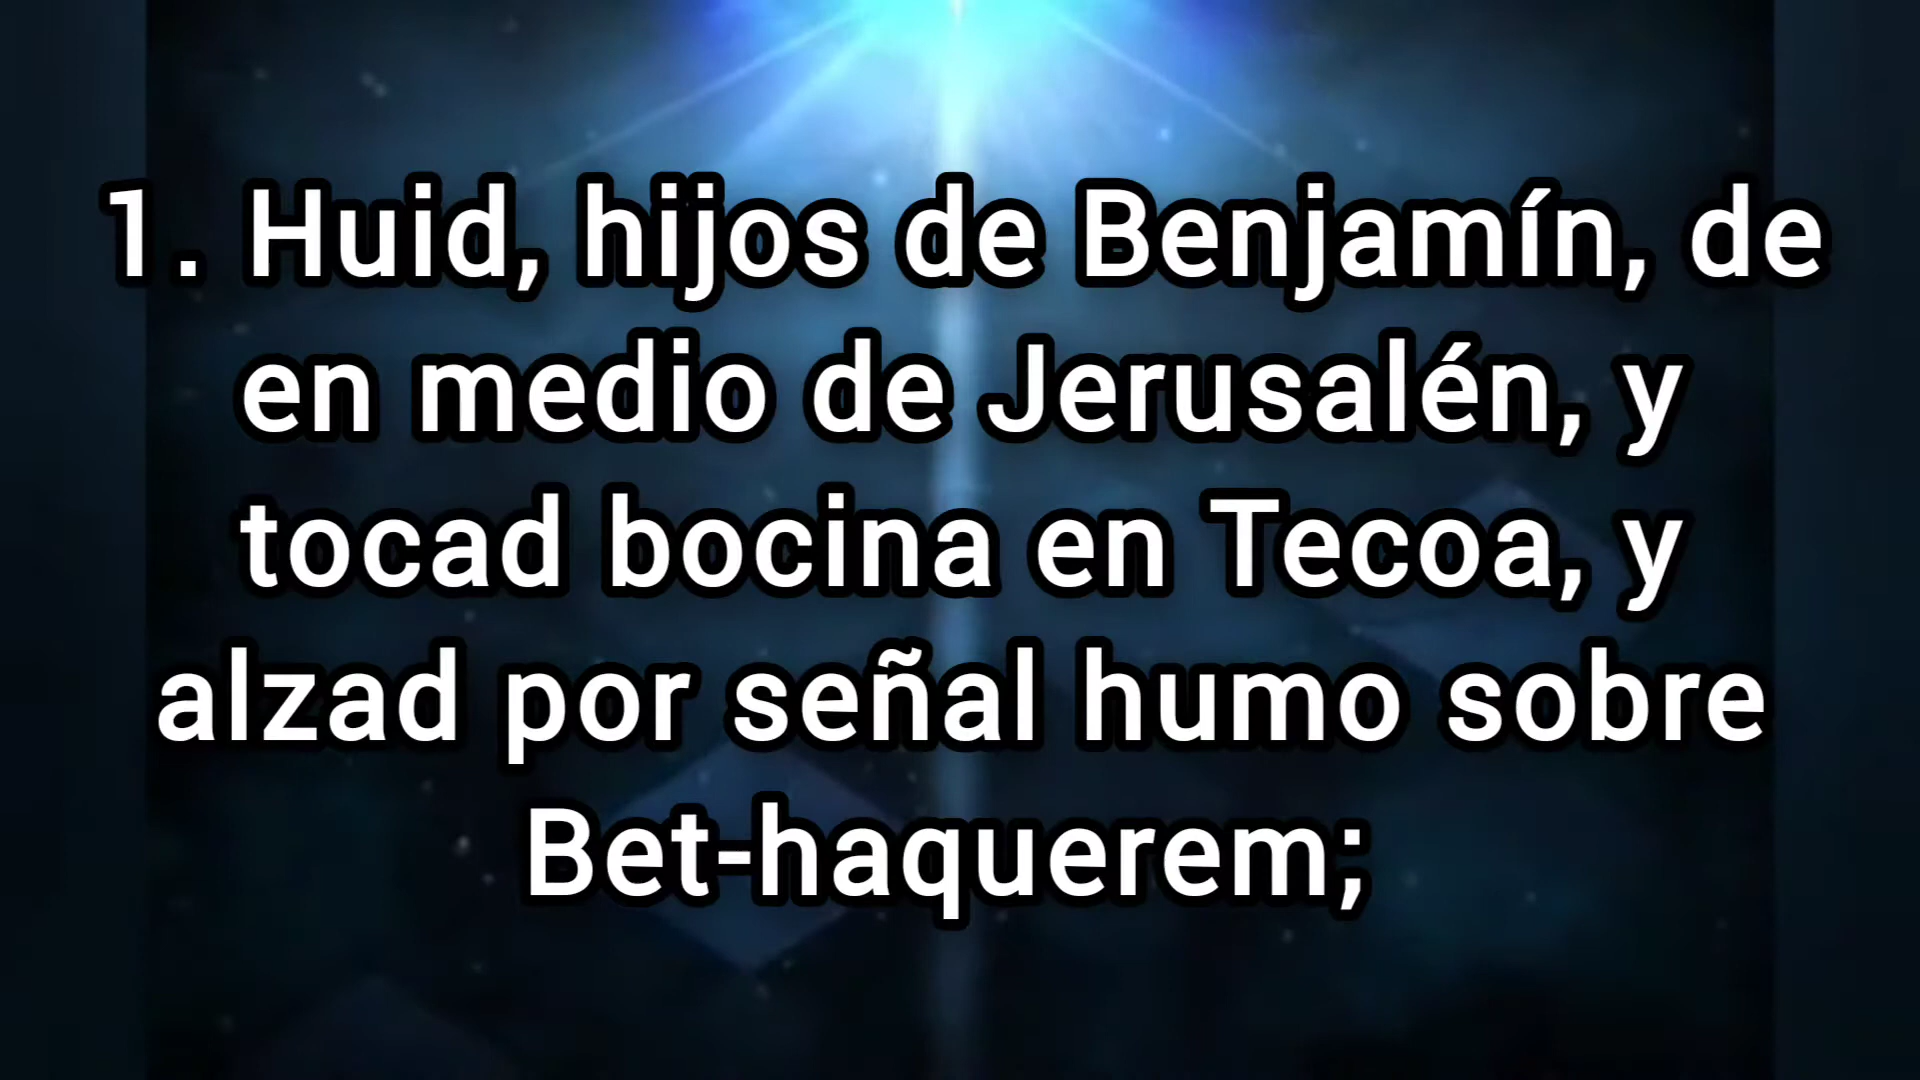 1. Huid, hijos de Benjamín, de
en medio de Jerusalén, y
tocad bocina en Tecoa, y
alzad por señal humo sobre
Bet-haquerem;